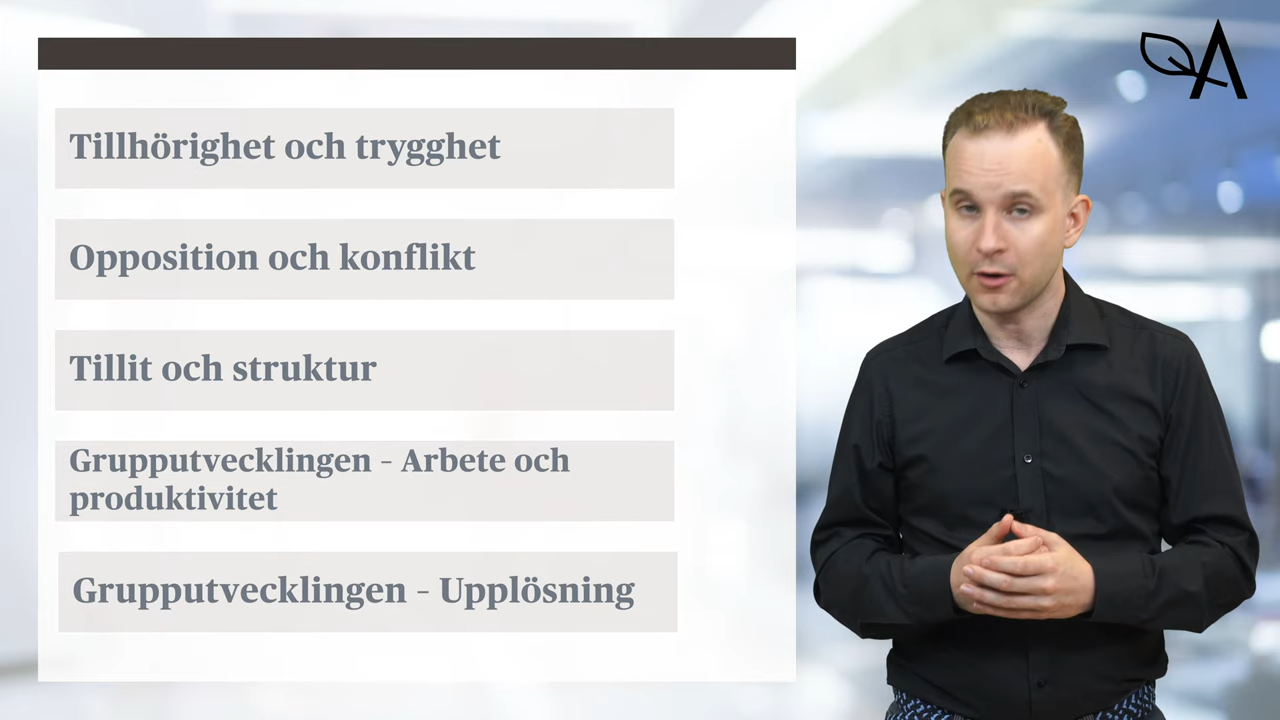 Tillhörighet och trygghet
Opposition och konflikt
Tillit och struktur
Grupputvecklingen - Arbete och
produktivitet
Grupputvecklingen - Upplösning